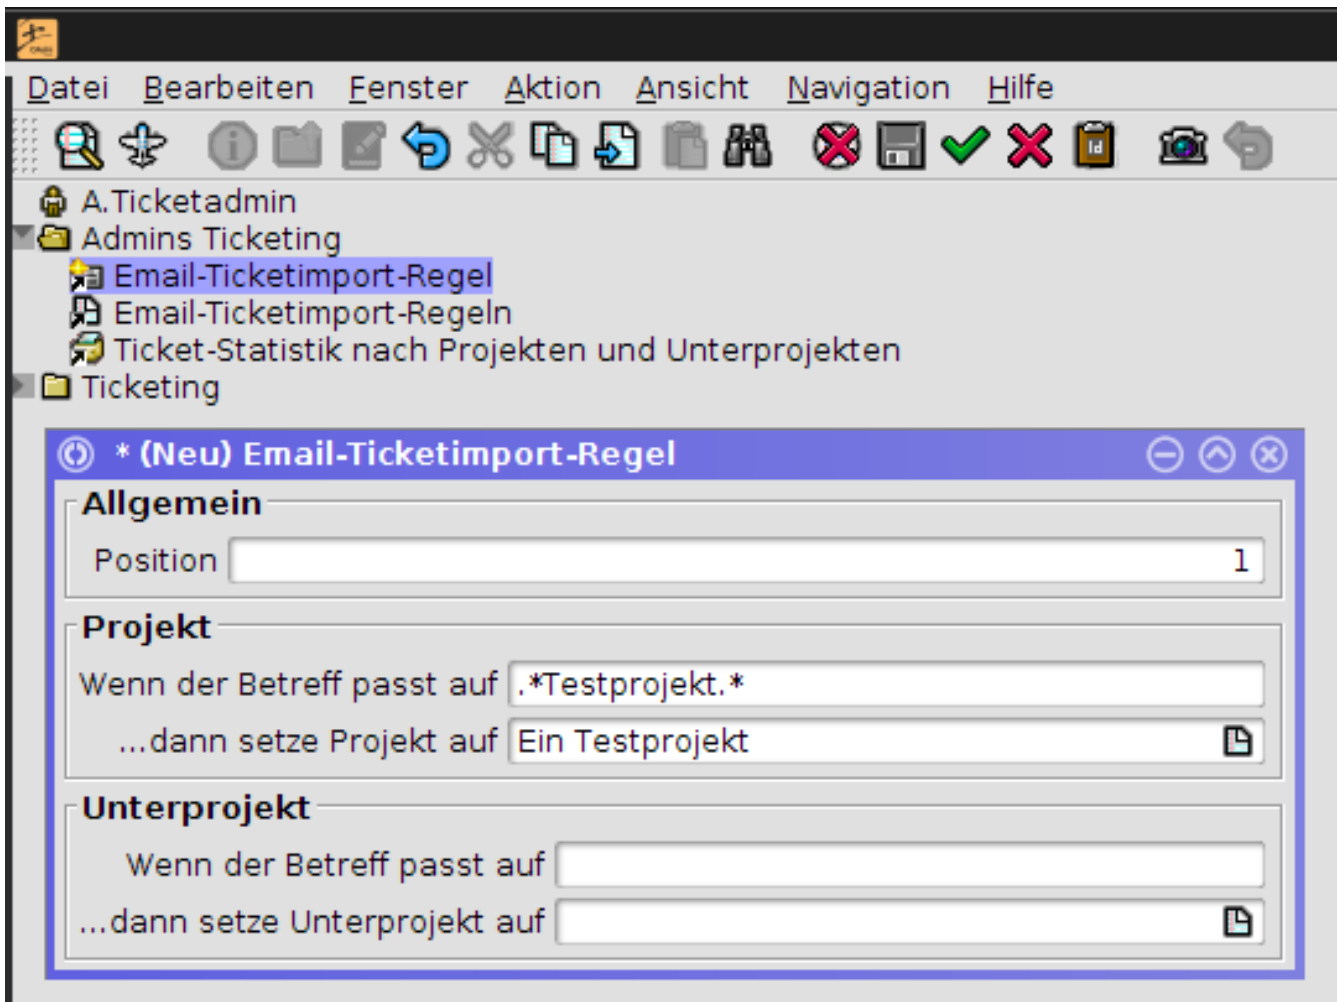 Datei Bearbeiten Fenster Aktion Ansicht Navigation Hilfe
Id
A.Ticketadmin
Admins Ticketing
Email-Ticketimport-Regel
Email-Ticketimport-Regeln
Ticket-Statistik nach Projekten und Unterprojekten
Ticketing
* (Neu) Email-Ticketimport-Regel
Allgemein
Position 1
Projekt
Wenn der Betreff passt auf .*Testprojekt.*
...dann setze Projekt auf Ein Testprojekt
Unterprojekt
Wenn der Betreff passt auf
...dann setze Unterprojekt auf